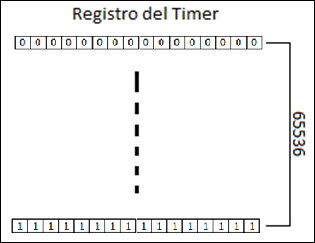 Registro del Timer
0 0 0 0 0 0 0 0 0 0 0 0 0 0 0 0
65536
1 1 1 1 1 1 1 1 1 1 1 1 1 1 1 1